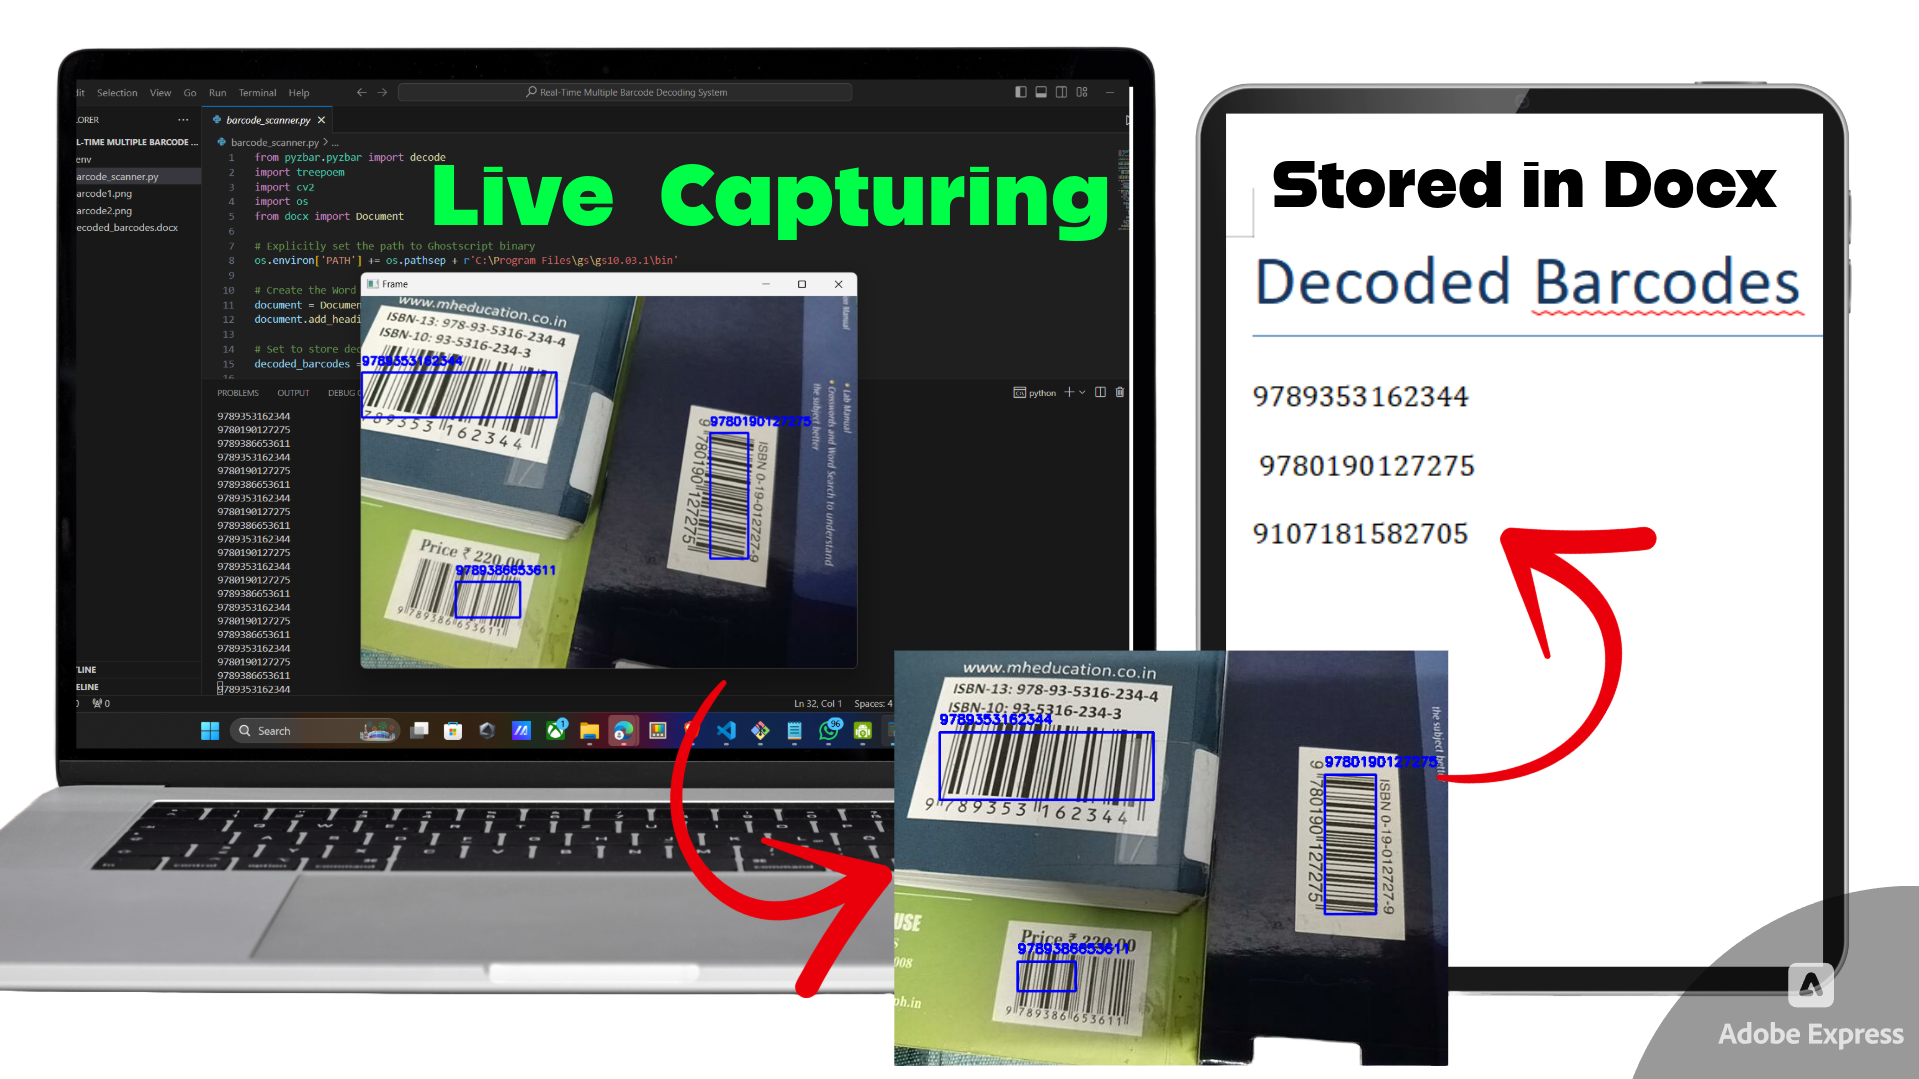 Live Capturing
dit Selection View Go Run Terminal Help
Real-Time Multiple Barcode Decoding System
LORER
L-TIME MULTIPLE BARCODE ...
env
arcode_scanner.py
arcode1.png
arcode2.png
ecoded_barcodes.docx
TLINE
ELINE
barcode_scanner.py
barcode_scanner.py > ...
1 from pyzbar.pyzbar import decode
2 import treepoem
3 import cv2
4 import os
5 from docx import Document
6
7 # Explicitly set the path to Ghostscript binary
8 os.environ['PATH'] += os.pathsep + r'C:\Program Files\gs\gs10.03.1\bin'
9
10 # Create the Word
11 document = Documen
12 document.add_headi
13
14 # Set to store dec
15 decoded_barcodes =
16
PROBLEMS OUTPUT DEBUG
python
9789353162344
9780190127275
9789386653611
9789353162344
9780190127275
9789386653611
9789353162344
9780190127275
9789386653611
9789353162344
9780190127275
9789353162344
9780190127275
9789386653611
9789353162344
9780190127275
9789386653611
9789353162344
9780190127275
9789353162344
Frame
www.mheducation.co.in
ISBN-13: 978-93-5316-234-4
ISBN-10: 93-5316-234-3
9789353162344
789353 162344
9780190127275
ISBN 0-19-012727-9
9 780190 127275
Lab Manual
Crosswords and Word Search to understand
the subject better
Price ₹ 220.00
9789386653611
9 789386 653611
0
Ln 32, Col 1 Spaces: 4
Search
1
96
www.mheducation.co.in
ISBN-13: 978-93-5316-234-4
ISBN-10: 93-5316-234-3
9789353162344
9 789353 162344
9780190127275
ISBN 0-19-012727-9
9 780190 127275
the subject
USE
S
008
ph.in
Price ₹ 220.00
9789386653611
9 789386 653611
Stored in Docx
Decoded Barcodes
9789353162344
9780190127275
9107181582705
Adobe Express